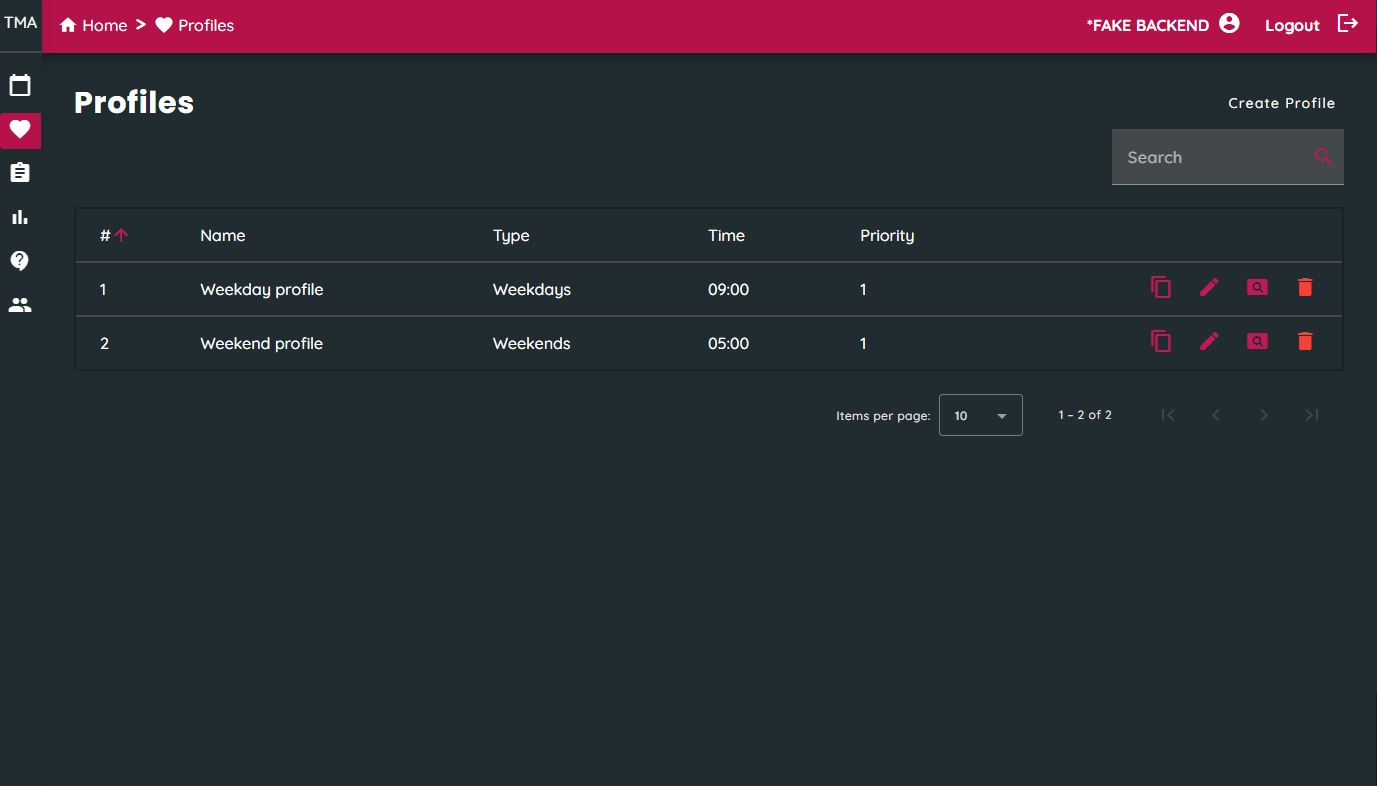 TMA
Home > Profiles
*FAKE BACKEND
Logout
Profiles
Create Profile
Search
# Name Type Time Priority
1 Weekday profile Weekdays 09:00 1
2 Weekend profile Weekends 05:00 1
Items per page: 10 1 – 2 of 2